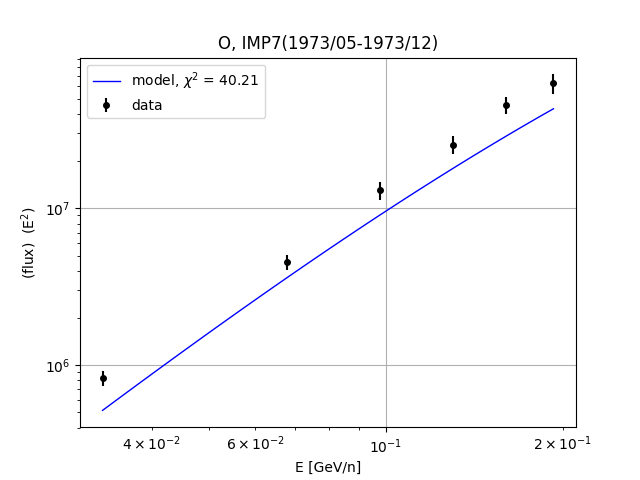 O, IMP7(1973/05-1973/12)
model, χ² = 40.21
data
(flux) (E²)
10⁷
10⁶
4 × 10⁻²
6 × 10⁻²
10⁻¹
2 × 10⁻¹
E [GeV/n]